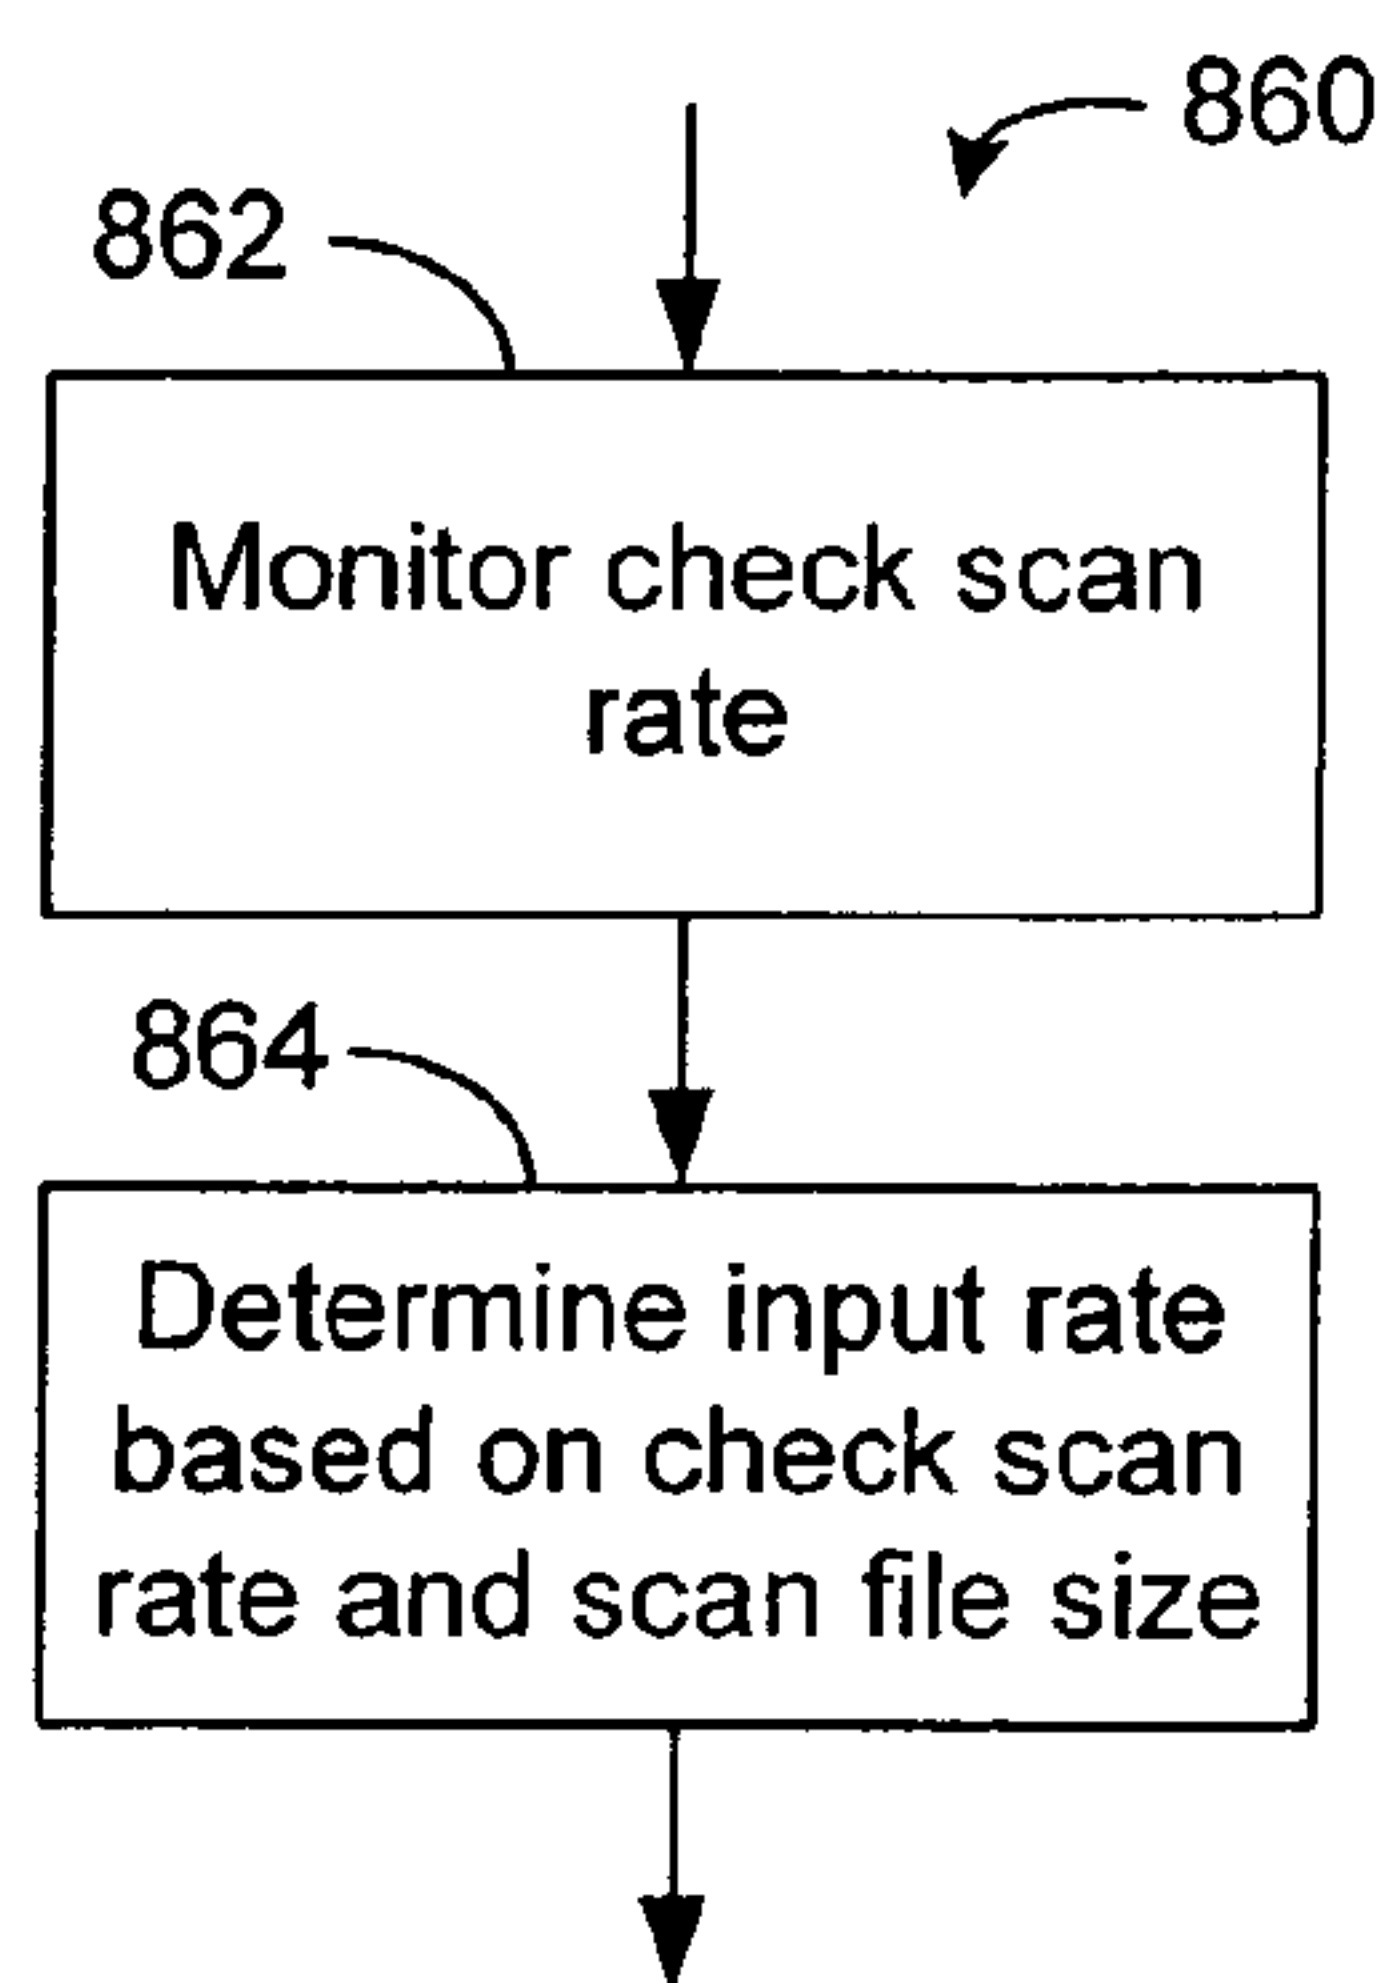 860
862
Monitor check scan
rate
864
Determine input rate
based on check scan
rate and scan file size